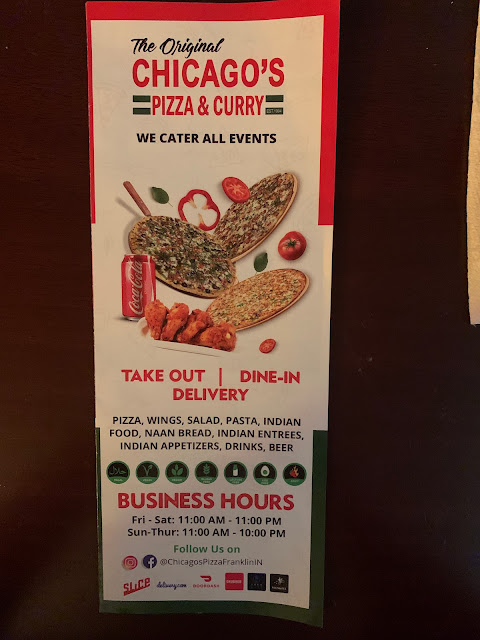 The Original
CHICAGO'S
PIZZA & CURRY
WE CATER ALL EVENTS
Coca-Cola
TAKE OUT | DINE-IN
DELIVERY
PIZZA, WINGS, SALAD, PASTA, INDIAN
FOOD, NAAN BREAD, INDIAN ENTREES,
INDIAN APPETIZERS, DRINKS, BEER
BUSINESS HOURS
Fri - Sat: 11:00 AM - 11:00 PM
Sun-Thur: 11:00 AM - 10:00 PM
Follow Us on
@ChicagosPizzaFranklinIN
SLICE delivery.com DOORDASH